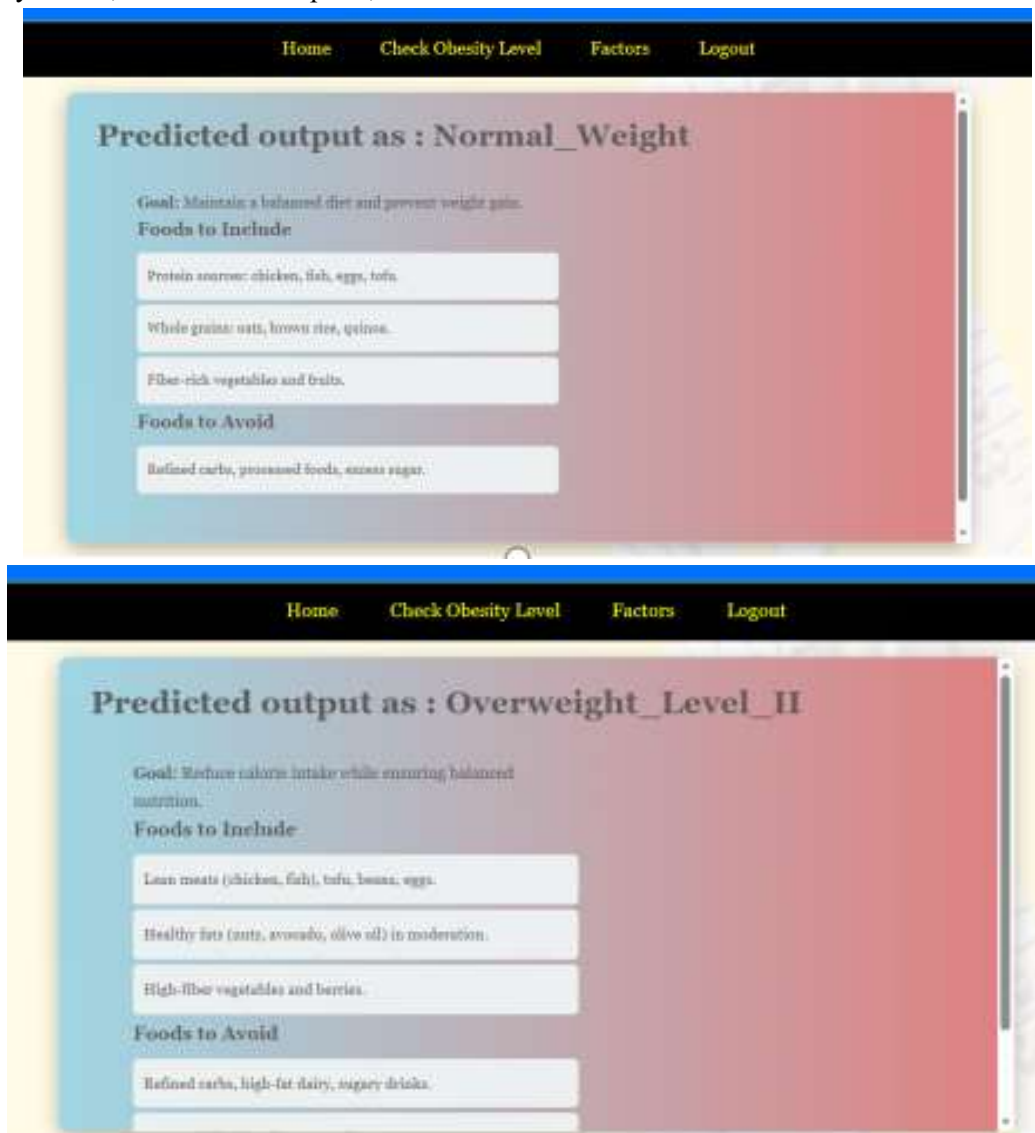 Home Check Obesity Level Factors Logout
Predicted output as : Normal_Weight
Goal: Maintain a balanced diet and prevent weight gain.
Foods to Include
Protein sources: chicken, fish, eggs, tofu.
Whole grains: oats, brown rice, quinoa.
Fiber-rich vegetables and fruits.
Foods to Avoid
Refined carbs, processed foods, excess sugar.
Home Check Obesity Level Factors Logout
Predicted output as : Overweight_Level_II
Goal: Reduce calorie intake while ensuring balanced
nutrition.
Foods to Include
Lean meats (chicken, fish), tofu, beans, eggs.
Healthy fats (nuts, avocado, olive oil) in moderation.
High-fiber vegetables and berries.
Foods to Avoid
Refined carbs, high-fat dairy, sugary drinks.